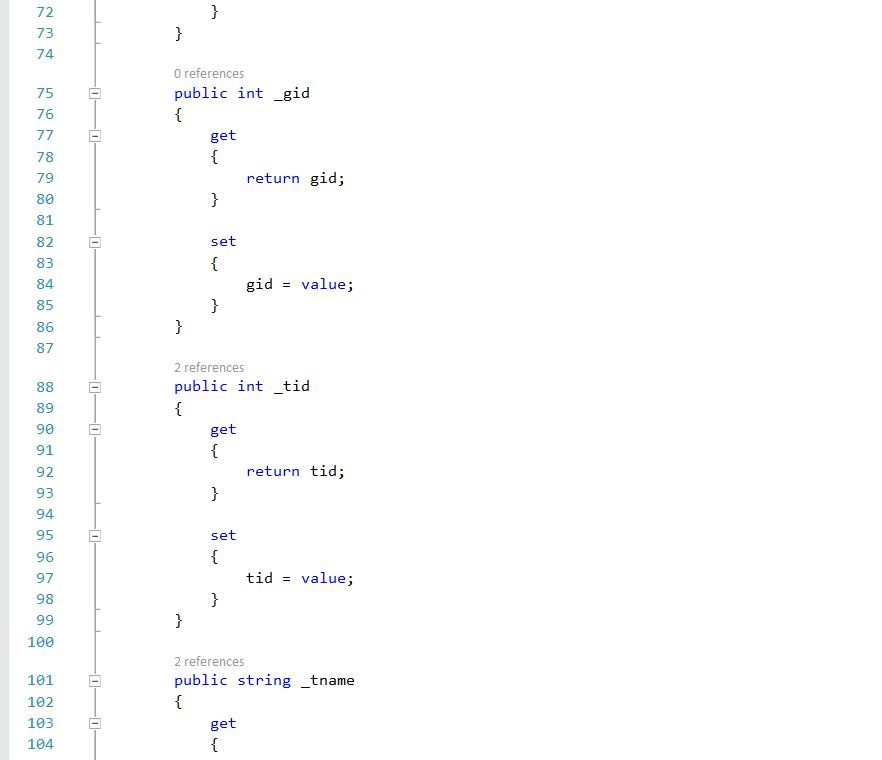 72 }
73 }
74
0 references
75 public int _gid
76 {
77 get
78 {
79 return gid;
80 }
81
82 set
83 {
84 gid = value;
85 }
86 }
87
2 references
88 public int _tid
89 {
90 get
91 {
92 return tid;
93 }
94
95 set
96 {
97 tid = value;
98 }
99 }
100
2 references
101 public string _tname
102 {
103 get
104 {